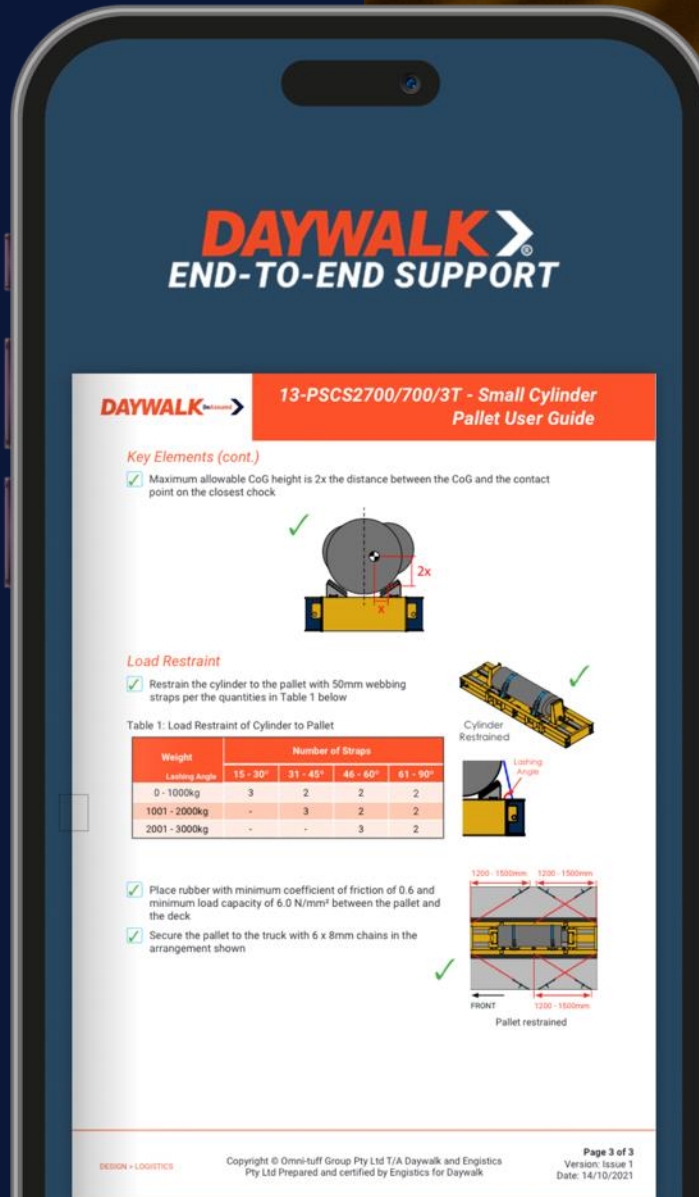 DAYWALK
END-TO-END SUPPORT
DAYWALK
13-PSCS2700/700/3T - Small Cylinder
Pallet User Guide
Key Elements (cont.)
Maximum allowable CoG height is 2x the distance between the CoG and the contact
point on the closest chock
2x
x
Load Restraint
Restrain the cylinder to the pallet with 50mm webbing
straps per the quantities in Table 1 below
Cylinder
Restrained
Table 1: Load Restraint of Cylinder to Pallet
Weight Number of Straps
Lashing Angle 15 - 30° 31 - 45° 46 - 60° 61 - 90°
0 - 1000kg 3 2 2 2
1001 - 2000kg - 3 2 2
2001 - 3000kg - - 3 2
Lashing
Angle
Place rubber with minimum coefficient of friction of 0.6 and
minimum load capacity of 6.0 N/mm² between the pallet and
the deck
Secure the pallet to the truck with 6 x 8mm chains in the
arrangement shown
1200 - 1500mm 1200 - 1500mm
FRONT 1200 - 1500mm
Pallet restrained
DESIGN > LOGISTICS
Copyright © Omni-tuff Group Pty Ltd T/A Daywalk and Engistics
Pty Ltd Prepared and certified by Engistics for Daywalk
Page 3 of 3
Version: Issue 1
Date: 14/10/2021